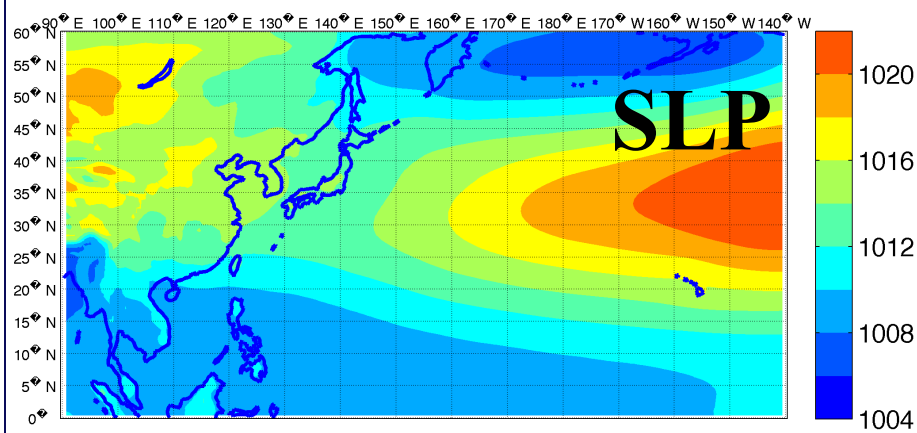 90� E 100� E 110� E 120� E 130� E 140� E 150� E 160� E 170� E 180� E 170� W 160� W 150� W 140� W
60� N
55� N
50� N
45� N
40� N
35� N
30� N
25� N
20� N
15� N
10� N
5� N
0�
SLP
1020
1016
1012
1008
1004